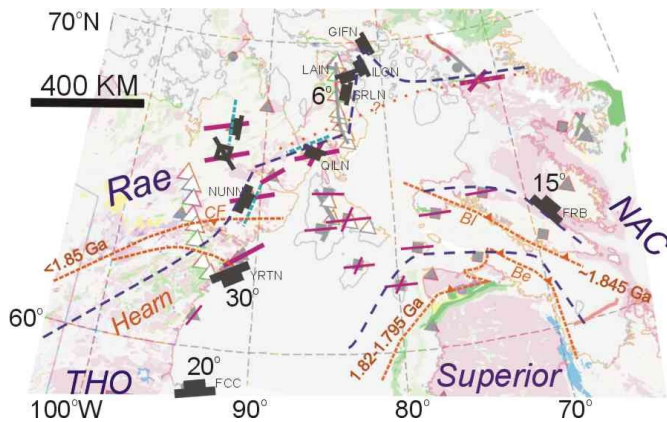 70°N
GIFN
LAIN
ILON
400 KM
6°
SRLN
?
QILN
Rae
NUNN
15°
FRB
NAC
CF
BI
<1.85 Ga
YRTN
30°
Be
~1.845 Ga
Hearn
60°
1.82-1.795 Ga
20°
THO
FCC
Superior
100°W
90°
80°
70°